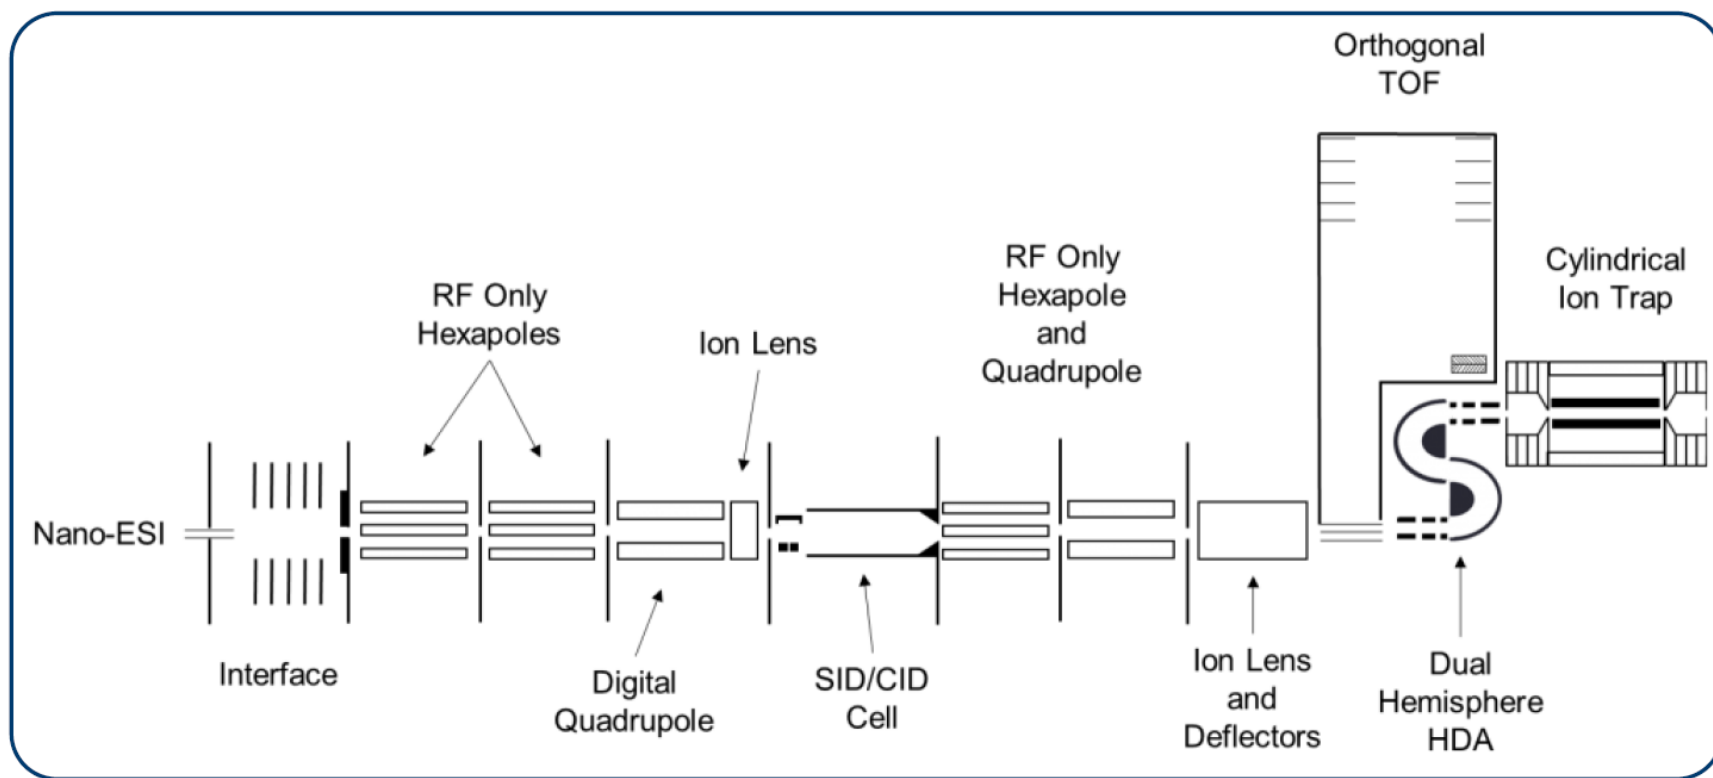 Orthogonal
TOF
RF Only
Hexapole
and
Quadrupole
Cylindrical
Ion Trap
RF Only
Hexapoles
Ion Lens
Nano-ESI
Interface
Digital
Quadrupole
SID/CID
Cell
Ion Lens
and
Deflectors
Dual
Hemisphere
HDA